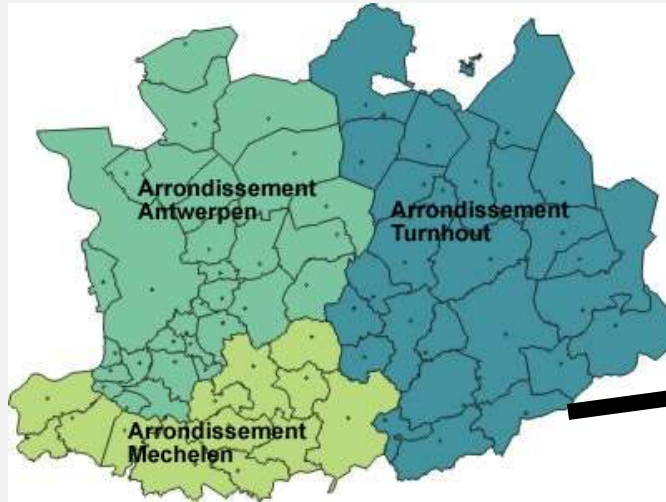 Arrondissement
Antwerpen
Arrondissement
Turnhout
Arrondissement
Mechelen